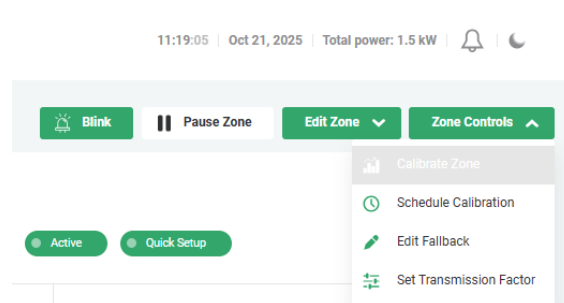 11:19:05 Oct 21, 2025 Total power: 1.5 kW
Blink Pause Zone Edit Zone Zone Controls
Calibrate Zone
Schedule Calibration
Active Quick Setup Edit Fallback
Set Transmission Factor